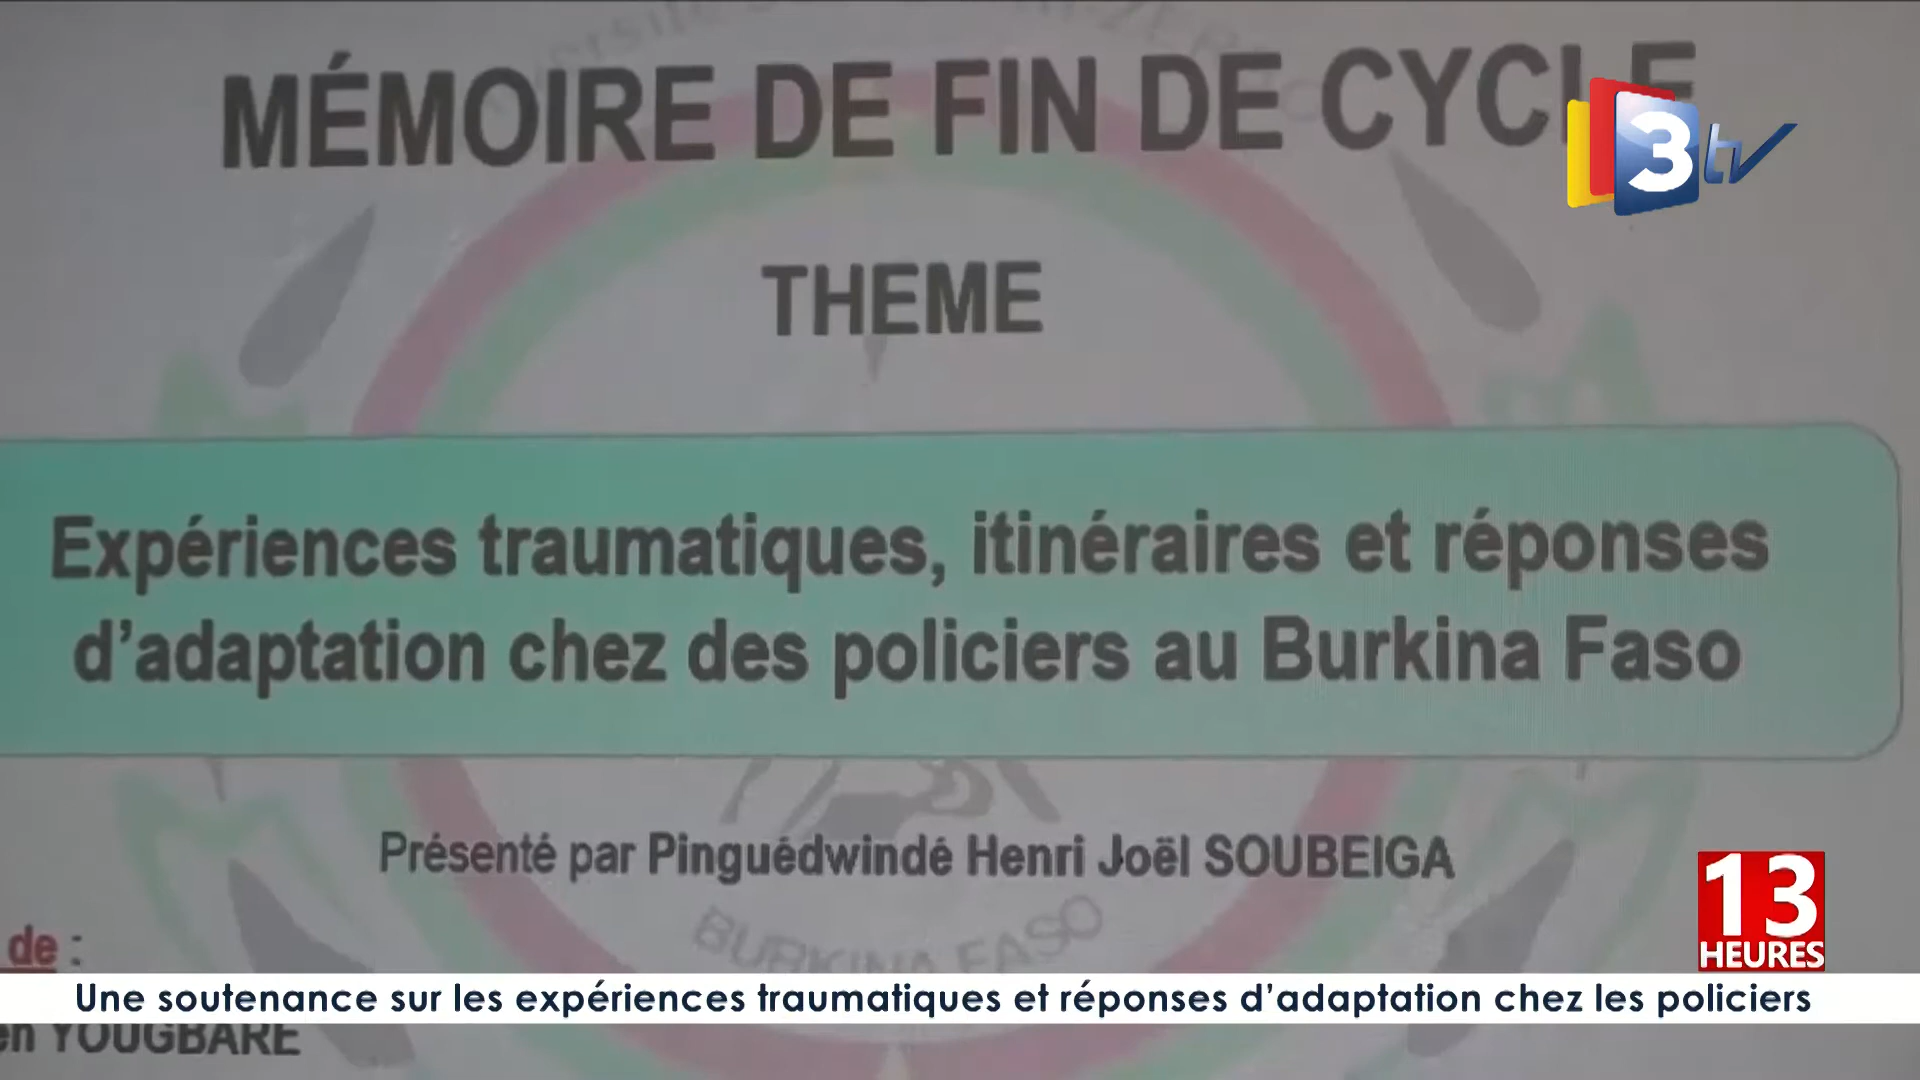 MÉMOIRE DE FIN DE CYCLE
3tv
THEME
Expériences traumatiques, itinéraires et réponses
d'adaptation chez des policiers au Burkina Faso
Présenté par Pinguédwindé Henri Joël SOUBEIGA
BURKINA FASO
de :
13
HEURES
Une soutenance sur les expériences traumatiques et réponses d'adaptation chez les policiers
YOUGBARE